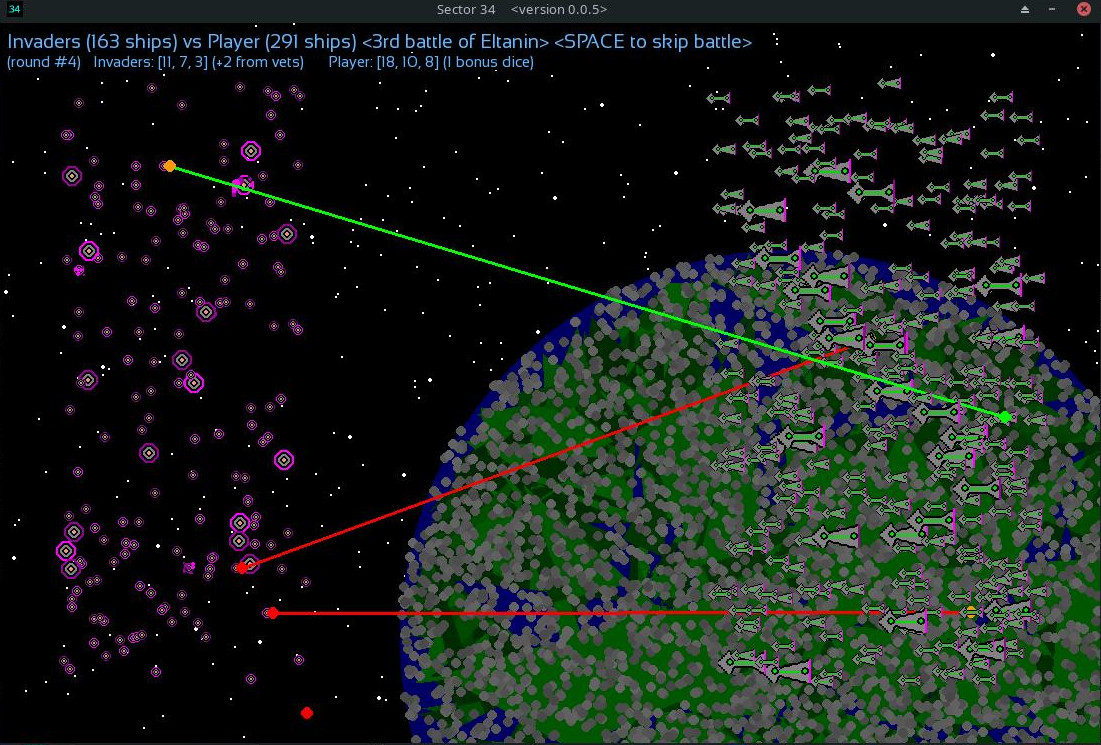 34
Sector 34 <version 0.0.5>
Invaders (163 ships) vs Player (291 ships) <3rd battle of Eltanin> <SPACE to skip battle>
(round #4) Invaders: [11, 7, 3] (+2 from vets) Player: [18, 10, 8] (1 bonus dice)